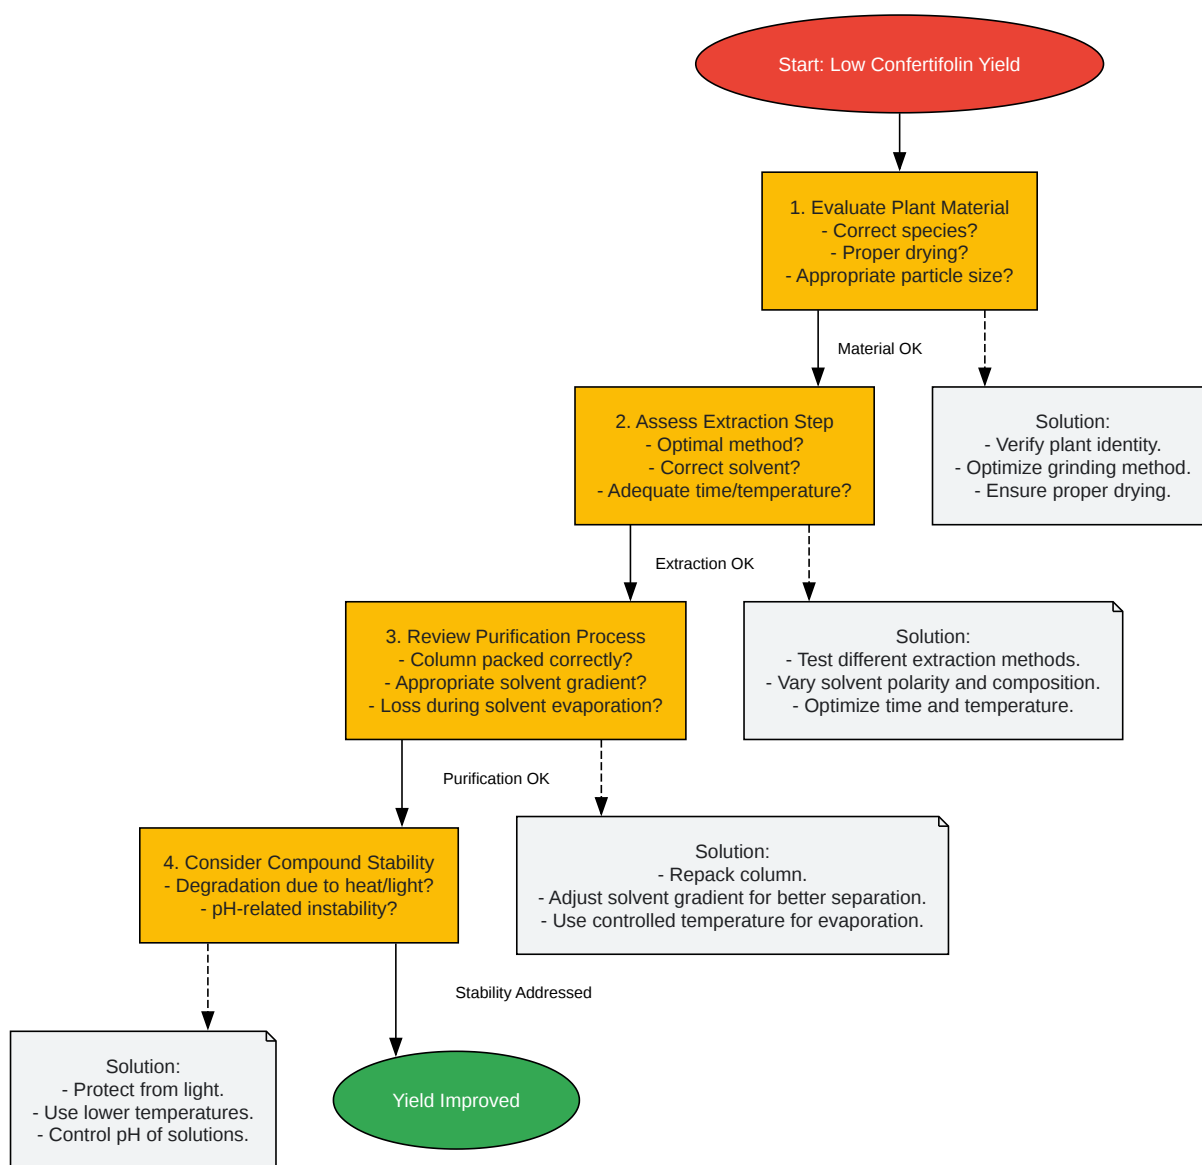 Start: Low Confertifolin Yield
1. Evaluate Plant Material
- Correct species?
- Proper drying?
- Appropriate particle size?
Material OK
2. Assess Extraction Step
- Optimal method?
- Correct solvent?
- Adequate time/temperature?
Solution:
- Verify plant identity.
- Optimize grinding method.
- Ensure proper drying.
Extraction OK
3. Review Purification Process
- Column packed correctly?
- Appropriate solvent gradient?
- Loss during solvent evaporation?
Solution:
- Test different extraction methods.
- Vary solvent polarity and composition.
- Optimize time and temperature.
Purification OK
4. Consider Compound Stability
- Degradation due to heat/light?
- pH-related instability?
Solution:
- Repack column.
- Adjust solvent gradient for better separation.
- Use controlled temperature for evaporation.
Stability Addressed
Solution:
- Protect from light.
- Use lower temperatures.
- Control pH of solutions.
Yield Improved